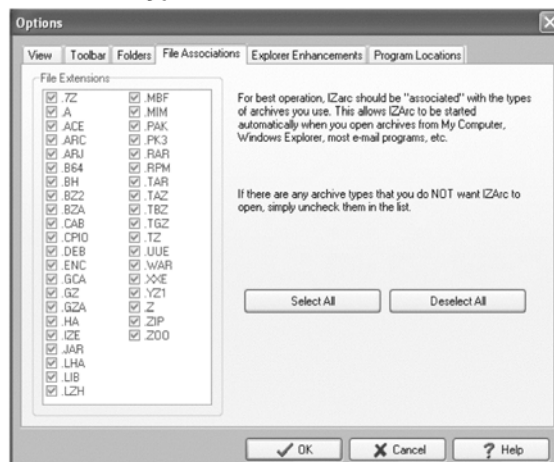 Options
View Toolbar Folders File Associations Explorer Enhancements Program Locations
File Extensions
.7Z
.A
.ACE
.ARC
.ARJ
.B64
.BH
.BZ2
.BZA
.CAB
.CPIO
.DEB
.ENC
.GCA
.GZ
.GZA
.HA
.IZE
.JAR
.LHA
.LIB
.LZH
.MBF
.MIM
.PAK
.PK3
.RAR
.RPM
.TAR
.TAZ
.TBZ
.TGZ
.TZ
.UUE
.WAR
.XXE
.YZ1
.Z
.ZIP
.ZOO
For best operation, IZarc should be "associated" with the types
of archives you use. This allows IZArc to be started
automatically when you open archives from My Computer,
Windows Explorer, most e-mail programs, etc.
If there are any archive types that you do NOT want IZArc to
open, simply uncheck them in the list.
Select All Deselect All
OK Cancel ? Help